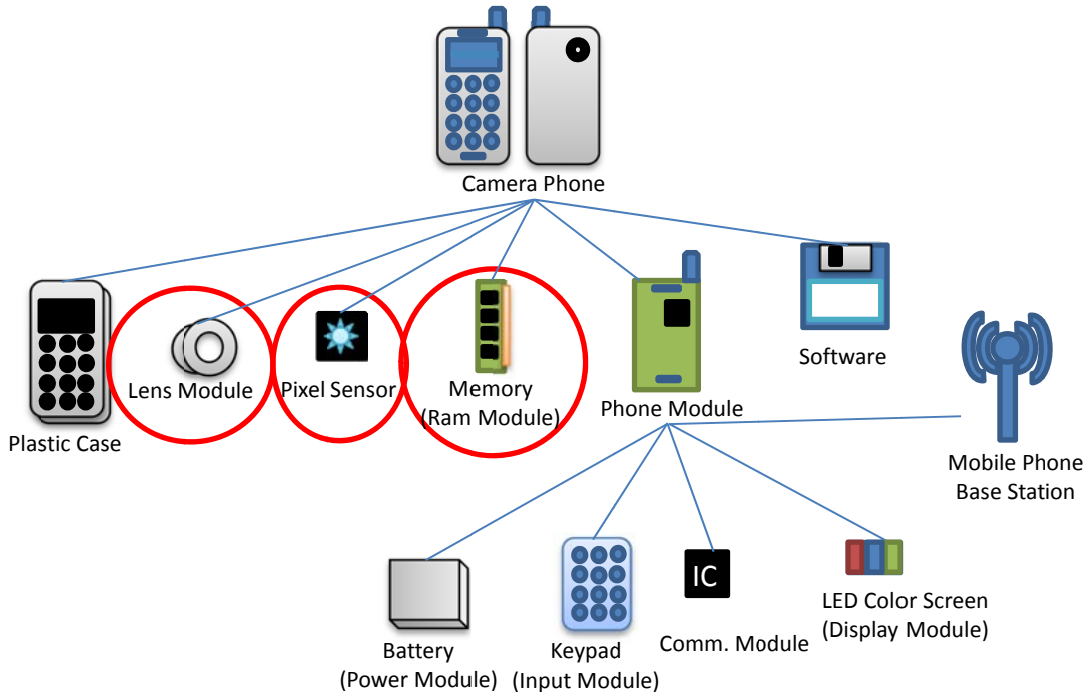 Camera Phone
Software
Lens Module
Pixel Sensor
Memory
(Ram Module)
Phone Module
Plastic Case
Mobile Phone
Base Station
IC
LED Color Screen
(Display Module)
Comm. Module
Battery
(Power Module)
Keypad
(Input Module)